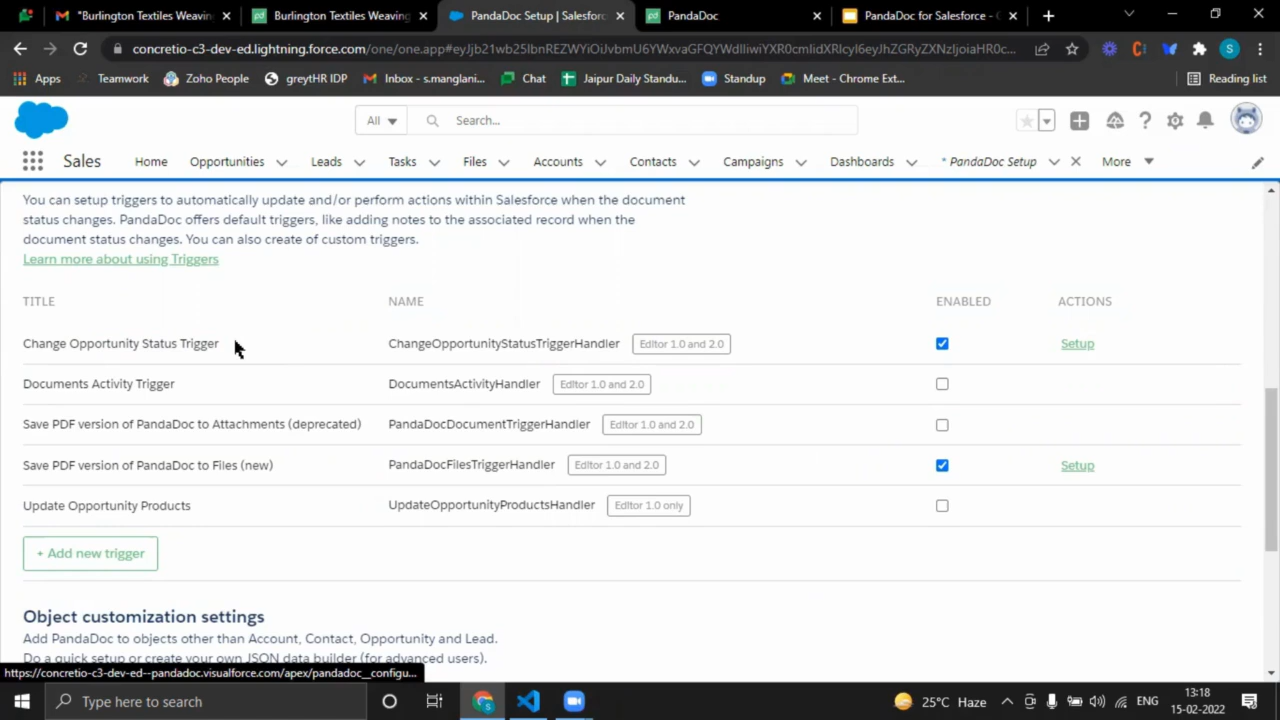 "Burlington Textiles Weavin
Burlington Textiles Weaving
PandaDoc Setup | Salesforc
PandaDoc
PandaDoc for Salesforce -
concretio-c3-dev-ed.lightning.force.com/one/one.app#eyJjb21wb25lbnREZWYiOiJvbmU6YWxvaGFQYWdlIiwiYXR0cmlidXRlcyI6eyJhZGRyZXNzIjoiaHR0c...
S
Apps
Teamwork
Zoho People
greytHR IDP
Inbox - s.manglani...
Chat
Jaipur Daily Standu...
Standup
Meet - Chrome Ext...
Reading list
All
Search...
Sales
Home
Opportunities
Leads
Tasks
Files
Accounts
Contacts
Campaigns
Dashboards
* PandaDoc Setup
More
You can setup triggers to automatically update and/or perform actions within Salesforce when the document
status changes. PandaDoc offers default triggers, like adding notes to the associated record when the
document status changes. You can also create of custom triggers.
Learn more about using Triggers
TITLE NAME ENABLED ACTIONS
Change Opportunity Status Trigger ChangeOpportunityStatusTriggerHandler Editor 1.0 and 2.0 Setup
Documents Activity Trigger DocumentsActivityHandler Editor 1.0 and 2.0
Save PDF version of PandaDoc to Attachments (deprecated) PandaDocDocumentTriggerHandler Editor 1.0 and 2.0
Save PDF version of PandaDoc to Files (new) PandaDocFilesTriggerHandler Editor 1.0 and 2.0 Setup
Update Opportunity Products UpdateOpportunityProductsHandler Editor 1.0 only
+ Add new trigger
Object customization settings
Add PandaDoc to objects other than Account, Contact, Opportunity and Lead.
Do a quick setup or create your own JSON data builder (for advanced users).
https://concretio-c3-dev-ed--pandadoc.visualforce.com/apex/pandadoc__configu...
Type here to search
25°C Haze
ENG
13:18
15-02-2022